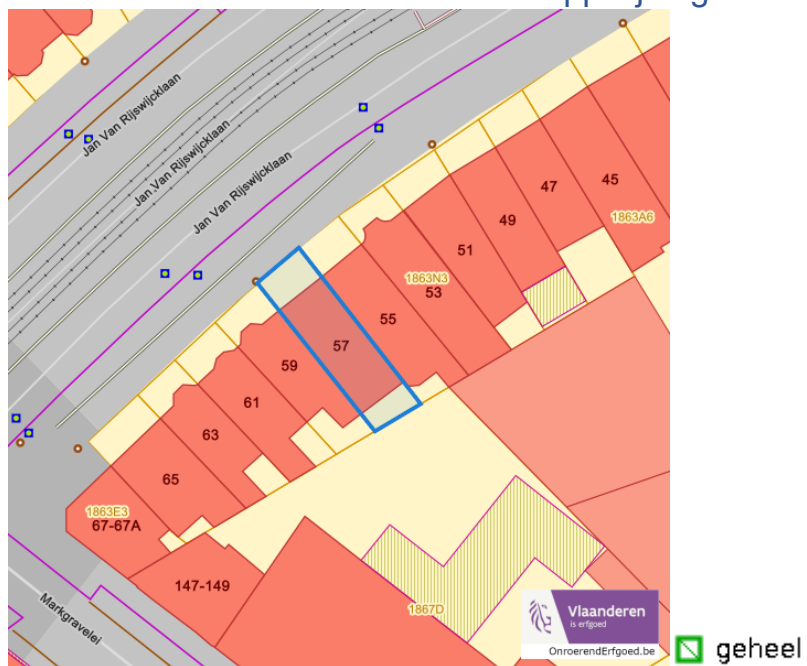 Jan Van Rijswijcklaan
Jan Van Rijswijcklaan
Jan Van Rijswijcklaan
45
1863A6
47
49
51
1863N3
53
55
57
59
61
63
65
1863E3
67-67A
147-149
Markgravelei
1867D
Vlaanderen
is erfgoed
OnroerendErfgoed.be
geheel